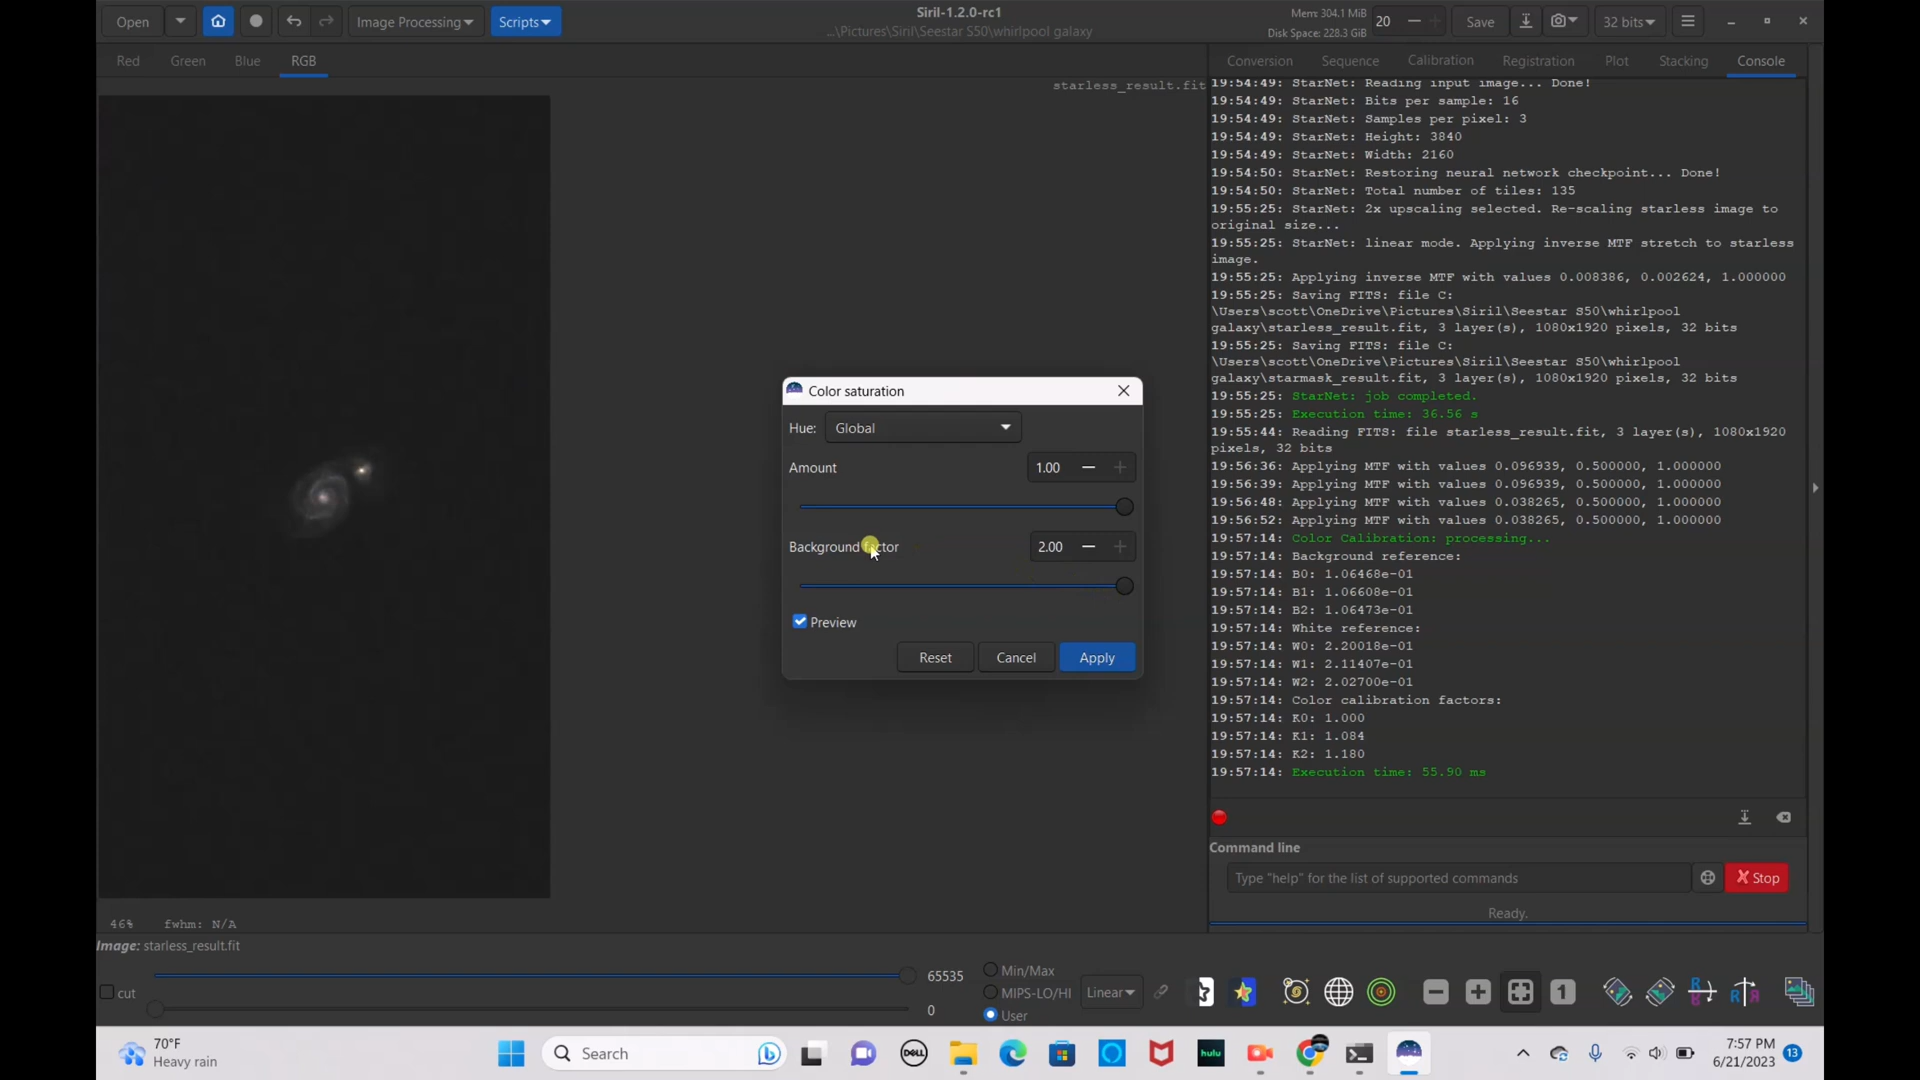 Open
Image Processing
Scripts
Siril-1.2.0-rc1
...\Pictures\Siril\Seestar S50\whirlpool galaxy
Mem: 304.1 MiB
Disk Space: 228.3 GiB
20
Save
32 bits
Red
Green
Blue
RGB
Conversion
Sequence
Calibration
Registration
Plot
Stacking
Console
starless_result.fit
19:54:49: StarNet: Reading input image... Done!
19:54:49: StarNet: Bits per sample: 16
19:54:49: StarNet: Samples per pixel: 3
19:54:49: StarNet: Height: 3840
19:54:49: StarNet: Width: 2160
19:54:50: StarNet: Restoring neural network checkpoint... Done!
19:54:50: StarNet: Total number of tiles: 135
19:55:25: StarNet: 2x upscaling selected. Re-scaling starless image to
original size...
19:55:25: StarNet: linear mode. Applying inverse MTF stretch to starless
image.
19:55:25: Applying inverse MTF with values 0.008386, 0.002624, 1.000000
19:55:25: Saving FITS: file C:
\Users\scott\OneDrive\Pictures\Siril\Seestar S50\whirlpool
galaxy\starless_result.fit, 3 layer(s), 1080x1920 pixels, 32 bits
19:55:25: Saving FITS: file C:
\Users\scott\OneDrive\Pictures\Siril\Seestar S50\whirlpool
galaxy\starmask_result.fit, 3 layer(s), 1080x1920 pixels, 32 bits
19:55:25: StarNet: job completed.
19:55:25: Execution time: 36.56 s
19:55:44: Reading FITS: file starless_result.fit, 3 layer(s), 1080x1920
pixels, 32 bits
19:56:36: Applying MTF with values 0.096939, 0.500000, 1.000000
19:56:39: Applying MTF with values 0.096939, 0.500000, 1.000000
19:56:48: Applying MTF with values 0.038265, 0.500000, 1.000000
19:56:52: Applying MTF with values 0.038265, 0.500000, 1.000000
19:57:14: Color Calibration: processing...
19:57:14: Background reference:
19:57:14: B0: 1.06468e-01
19:57:14: B1: 1.06608e-01
19:57:14: B2: 1.06473e-01
19:57:14: White reference:
19:57:14: W0: 2.20018e-01
19:57:14: W1: 2.11407e-01
19:57:14: W2: 2.02700e-01
19:57:14: Color calibration factors:
19:57:14: K0: 1.000
19:57:14: K1: 1.084
19:57:14: K2: 1.180
19:57:14: Execution time: 55.90 ms
Color saturation
Hue:
Global
Amount
1.00
Background factor
2.00
Preview
Reset
Cancel
Apply
Command line
Type "help" for the list of supported commands
Stop
Ready.
46%
fwhm: N/A
Image: starless_result.fit
65535
cut
0
Min/Max
MIPS-LO/HI
User
Linear
1
70°F
Heavy rain
Search
DELL
hulu
7:57 PM
6/21/2023
13